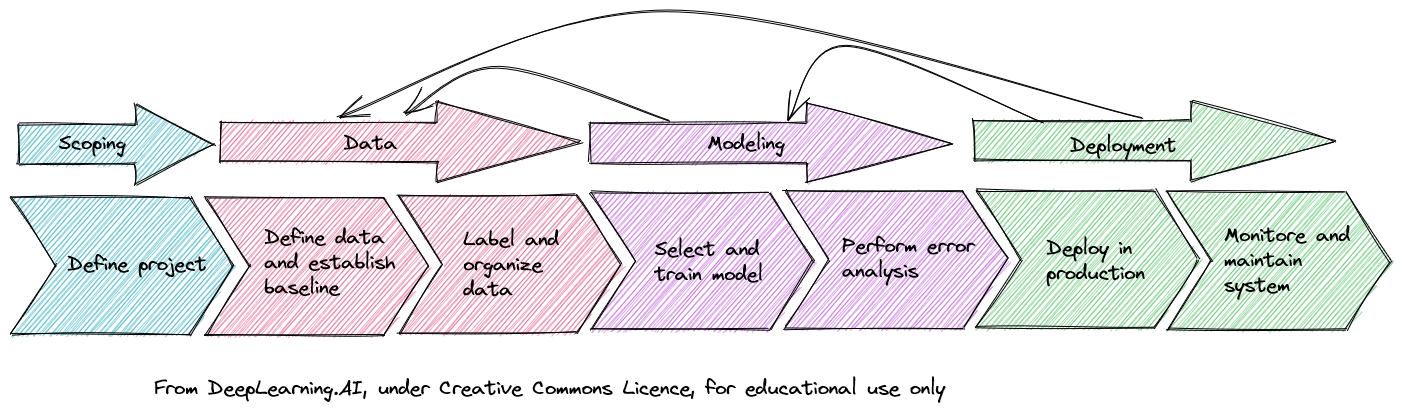 Scoping
Data
Modeling
Deployment
Define project
Define data
and establish
baseline
Label and
organize
data
Select and
train model
Perform error
analysis
Deploy in
production
Monitore and
maintain
system
From DeepLearning.AI, under Creative Commons Licence, for educational use only